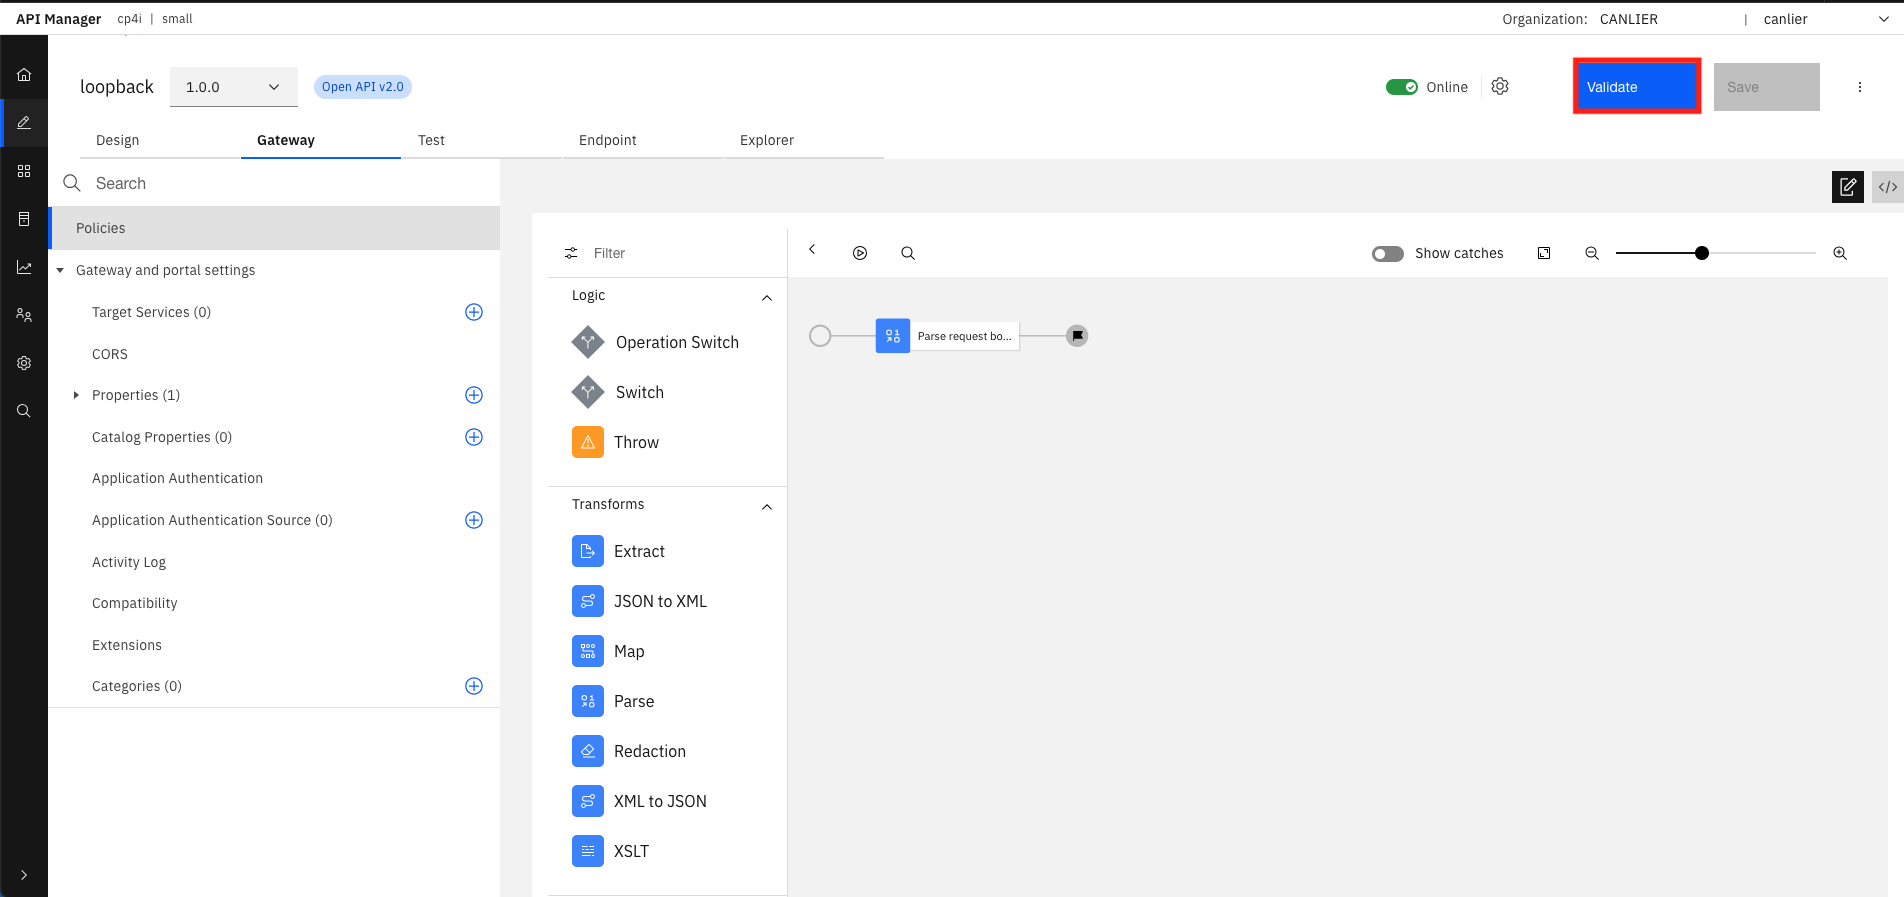 API Manager cp4i | small Organization: CANLIER | canlier
loopback 1.0.0 Open API v2.0 Online Validate Save
Design Gateway Test Endpoint Explorer
Search
Policies
Gateway and portal settings
Target Services (0)
CORS
Properties (1)
Catalog Properties (0)
Application Authentication
Application Authentication Source (0)
Activity Log
Compatibility
Extensions
Categories (0)
Filter
Logic
Operation Switch
Switch
Throw
Transforms
Extract
JSON to XML
Map
Parse
Redaction
XML to JSON
XSLT
Show catches
Parse request bo...